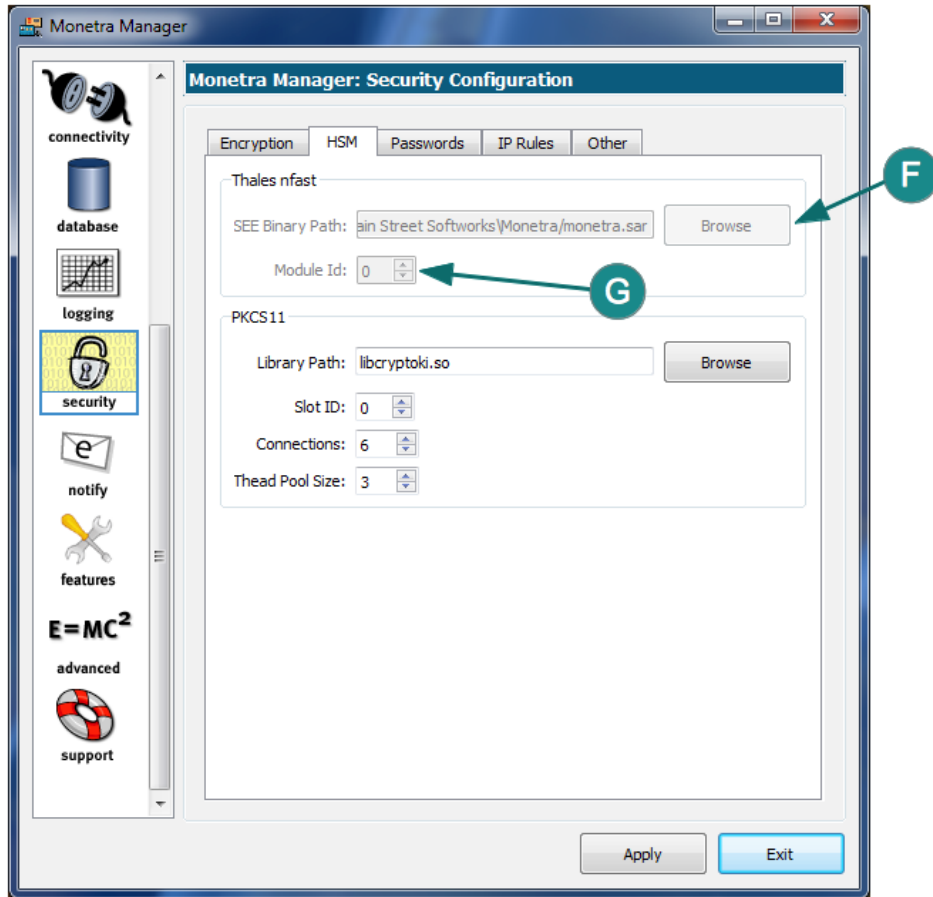 Monetra Manager
connectivity
database
logging
security
notify
features
E=MC²
advanced
support
Monetra Manager: Security Configuration
Encryption HSM Passwords IP Rules Other
Thales nfast
SEE Binary Path: ain Street Softworks\Monetra/monetra.sar Browse
F
Module Id: 0
G
PKCS11
Library Path: libcryptoki.so Browse
Slot ID: 0
Connections: 6
Thead Pool Size: 3
Apply Exit